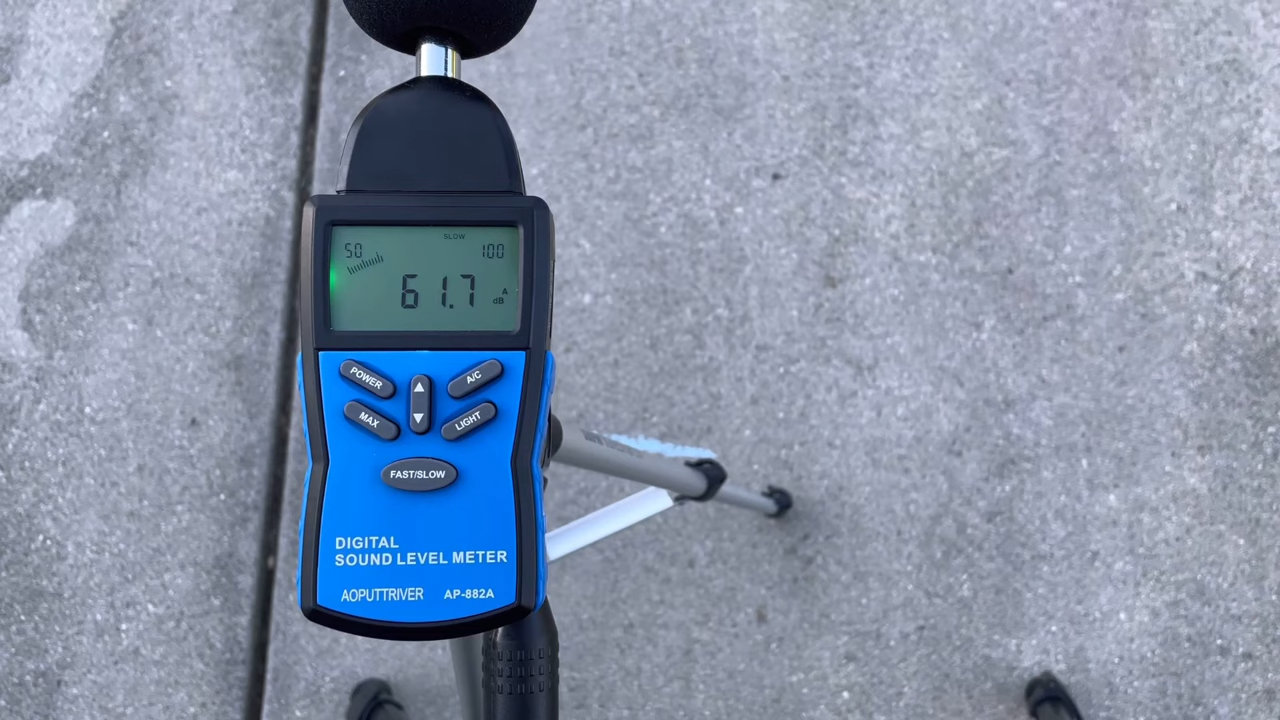 SLOW
50 100
61.7 A
dB
POWER A/C
MAX LIGHT
FAST/SLOW
DIGITAL
SOUND LEVEL METER
AOPUTTRIVER AP-882A